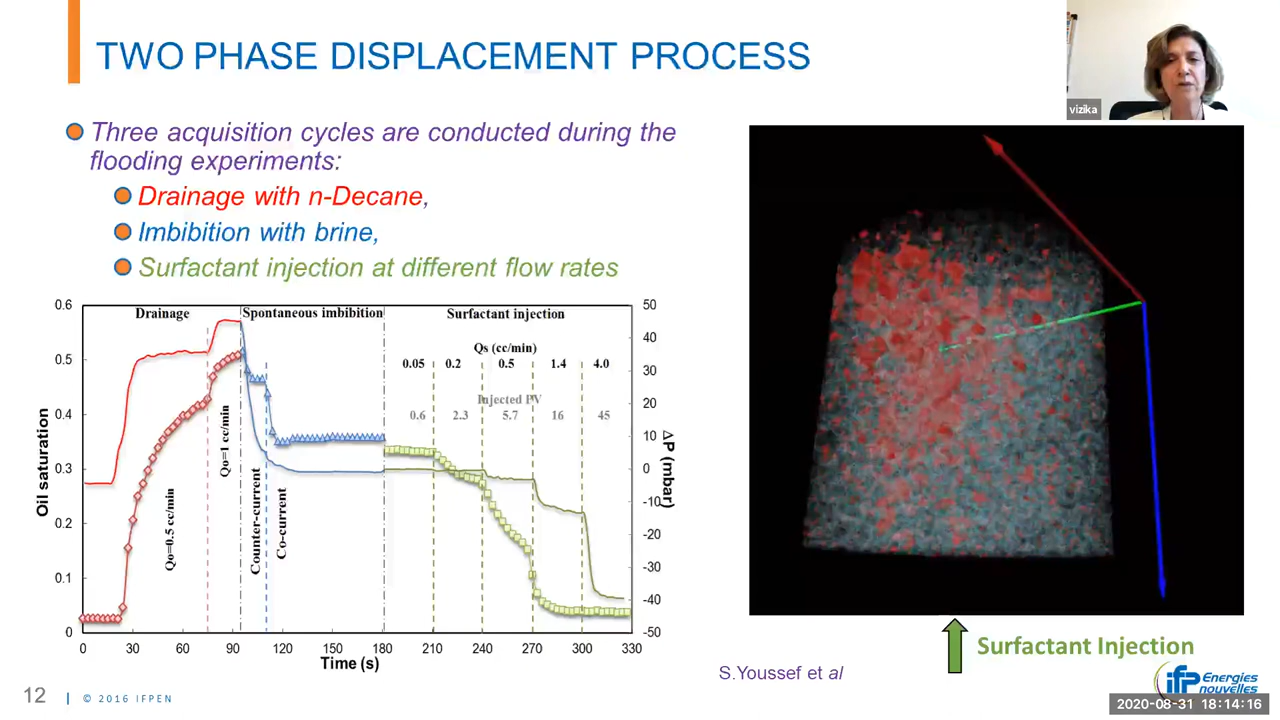 TWO PHASE DISPLACEMENT PROCESS
vizika
Three acquisition cycles are conducted during the
flooding experiments:
Drainage with n-Decane,
Imbibition with brine,
Surfactant injection at different flow rates
0.6
0.5
0.4
0.3
0.2
0.1
0
Oil saturation
Drainage
Spontaneous imbibition
Surfactant injection
Qs (cc/min)
0.05 0.2 0.5 1.4 4.0
Injected PV
0.6 2.3 5.7 16 45
Qo=0.5 cc/min
Qo=1 cc/min
Counter-current
Co-current
50
40
30
20
10
0
-10
-20
-30
-40
-50
ΔP (mbar)
0 30 60 90 120 150 180 210 240 270 300 330
Time (s)
Surfactant Injection
S.Youssef et al
12 | © 2016 IFPEN
ifp Energies
nouvelles
2020-08-31 18:14:16